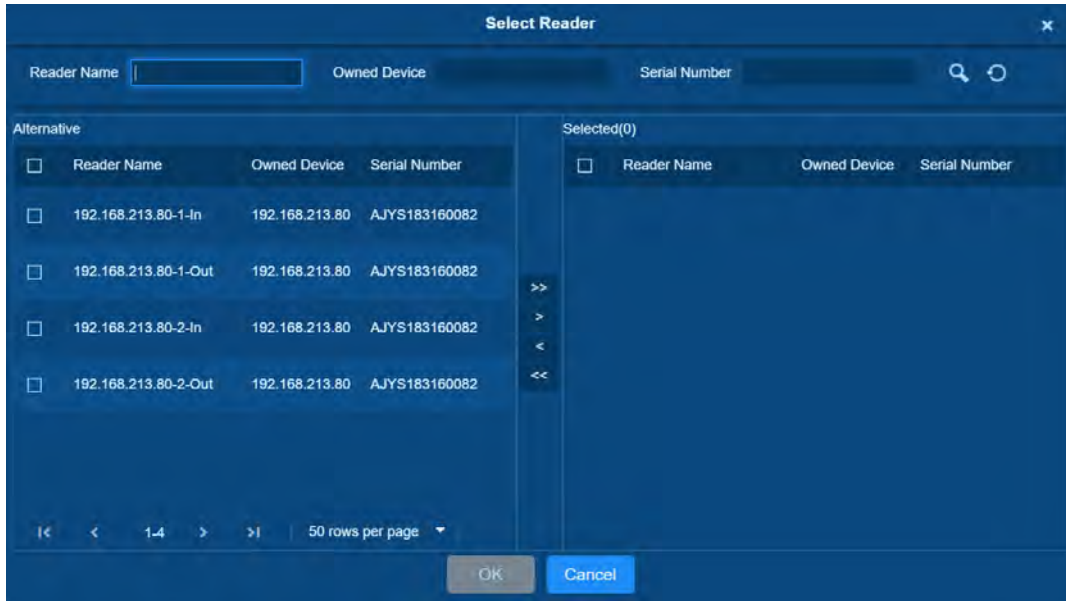 Select Reader ×
Reader Name Owned Device Serial Number
Alternative
Reader Name Owned Device Serial Number
192.168.213.80-1-In 192.168.213.80 AJYS183160082
192.168.213.80-1-Out 192.168.213.80 AJYS183160082
192.168.213.80-2-In 192.168.213.80 AJYS183160082
192.168.213.80-2-Out 192.168.213.80 AJYS183160082
1-4 50 rows per page
>>
>
<
<<
Selected(0)
Reader Name Owned Device Serial Number
OK Cancel